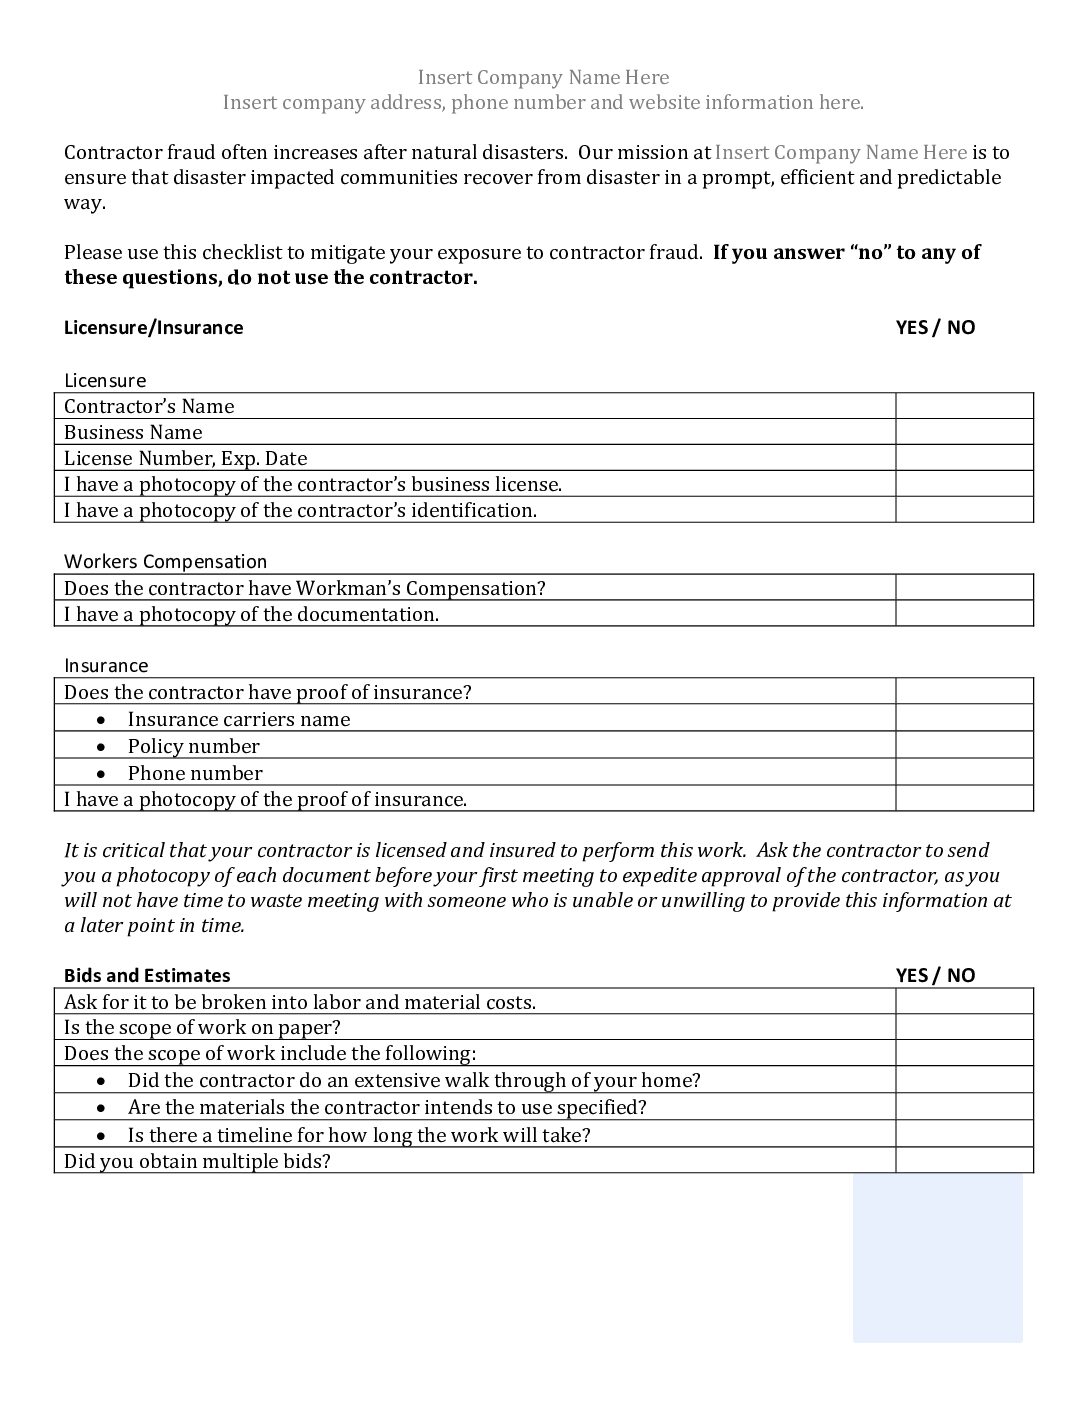 Insert Company Name Here
Insert company address, phone number and website information here.
Contractor fraud often increases after natural disasters.  Our mission at Insert Company Name Here is to
ensure that disaster impacted communities recover from disaster in a prompt, efficient and predictable
way.
Please use this checklist to mitigate your exposure to contractor fraud.  If you answer “no” to any of
these questions, do not use the contractor.
Licensure/Insurance YES / NO
Licensure
Contractor’s Name
Business Name
License Number, Exp. Date
I have a photocopy of the contractor’s business license.
I have a photocopy of the contractor’s identification.
Workers Compensation
Does the contractor have Workman’s Compensation?
I have a photocopy of the documentation.
Insurance
Does the contractor have proof of insurance?
• Insurance carriers name
• Policy number
• Phone number
I have a photocopy of the proof of insurance.
It is critical that your contractor is licensed and insured to perform this work.  Ask the contractor to send
you a photocopy of each document before your first meeting to expedite approval of the contractor, as you
will not have time to waste meeting with someone who is unable or unwilling to provide this information at
a later point in time.
Bids and Estimates YES / NO
Ask for it to be broken into labor and material costs.
Is the scope of work on paper?
Does the scope of work include the following:
• Did the contractor do an extensive walk through of your home?
• Are the materials the contractor intends to use specified?
• Is there a timeline for how long the work will take?
Did you obtain multiple bids?